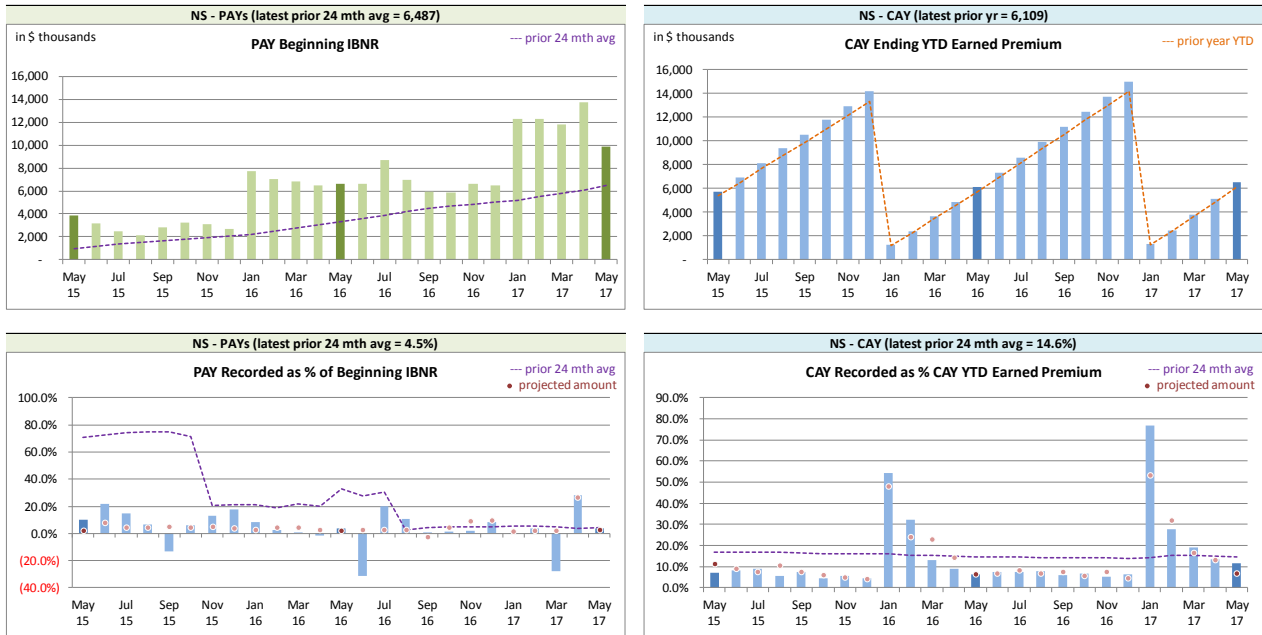 NS - PAYs (latest prior 24 mth avg = 6,487)
in $ thousands
PAY Beginning IBNR
--- prior 24 mth avg
16,000
14,000
12,000
10,000
8,000
6,000
4,000
2,000
-
May Jul Sep Nov Jan Mar May Jul Sep Nov Jan Mar May
15 15 15 15 16 16 16 16 16 16 17 17 17
NS - CAY (latest prior yr = 6,109)
in $ thousands
CAY Ending YTD Earned Premium
--- prior year YTD
16,000
14,000
12,000
10,000
8,000
6,000
4,000
2,000
-
May Jul Sep Nov Jan Mar May Jul Sep Nov Jan Mar May
15 15 15 15 16 16 16 16 16 16 17 17 17
NS - PAYs (latest prior 24 mth avg = 4.5%)
PAY Recorded as % of Beginning IBNR
--- prior 24 mth avg
projected amount
100.0%
80.0%
60.0%
40.0%
20.0%
0.0%
(20.0%)
(40.0%)
May Jul Sep Nov Jan Mar May Jul Sep Nov Jan Mar May
15 15 15 15 16 16 16 16 16 16 17 17 17
NS - CAY (latest prior 24 mth avg = 14.6%)
CAY Recorded as % CAY YTD Earned Premium
--- prior 24 mth avg
projected amount
90.0%
80.0%
70.0%
60.0%
50.0%
40.0%
30.0%
20.0%
10.0%
0.0%
May Jul Sep Nov Jan Mar May Jul Sep Nov Jan Mar May
15 15 15 15 16 16 16 16 16 16 17 17 17